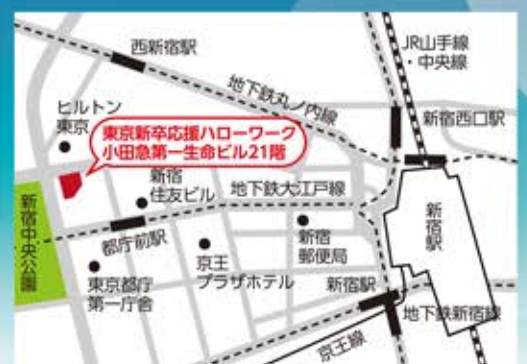 西新宿駅
JR山手線
・中央線
地下鉄丸ノ内線
ヒルトン
東京
東京新卒応援ハローワーク
小田急第一生命ビル21階
新宿西口駅
新宿
住友ビル
地下鉄大江戸線
新宿中央公園
都庁前駅
新宿
郵便局
新宿駅
東京都庁
第一庁舎
京王
プラザホテル
新宿駅
地下鉄新宿線
京王線